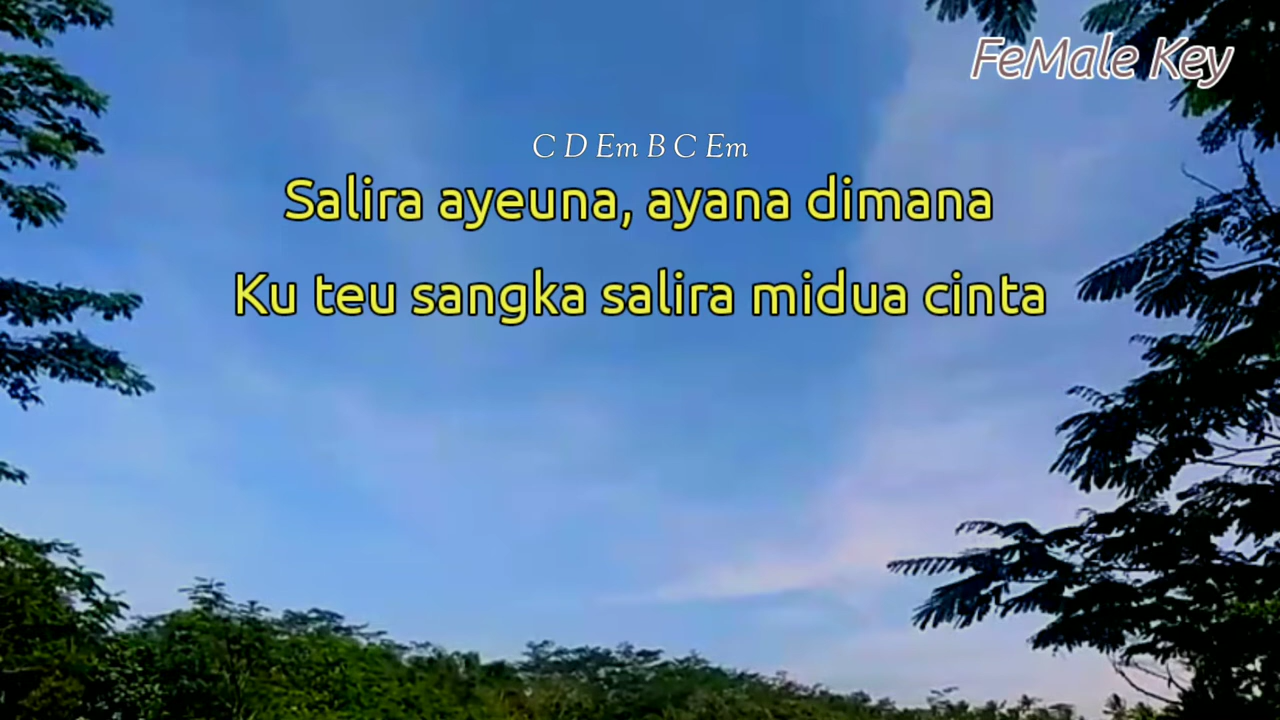 FeMale Key
C D Em B C Em
Salira ayeuna, ayana dimana
Ku teu sangka salira midua cinta